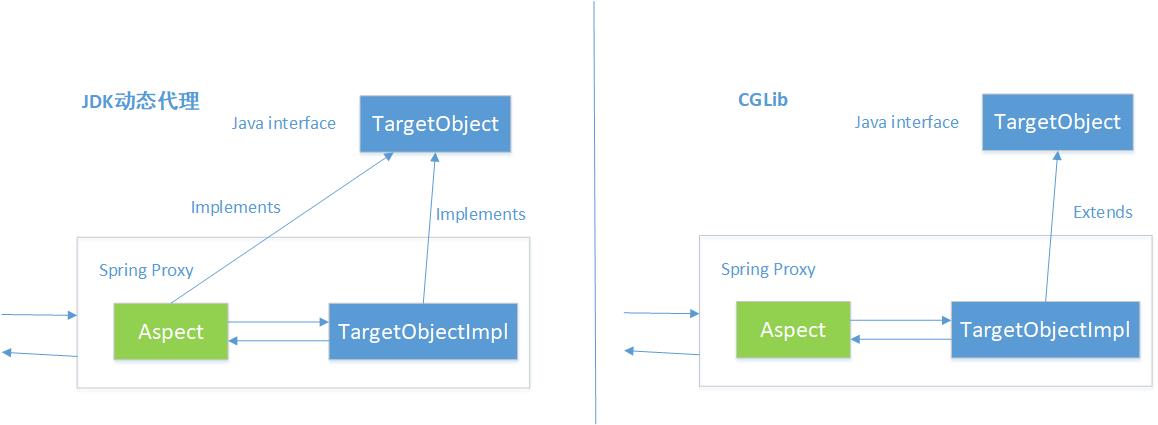 JDK动态代理
Java interface
TargetObject
Implements
Implements
Spring Proxy
Aspect
TargetObjectImpl
CGLib
Java interface
TargetObject
Extends
Spring Proxy
Aspect
TargetObjectImpl